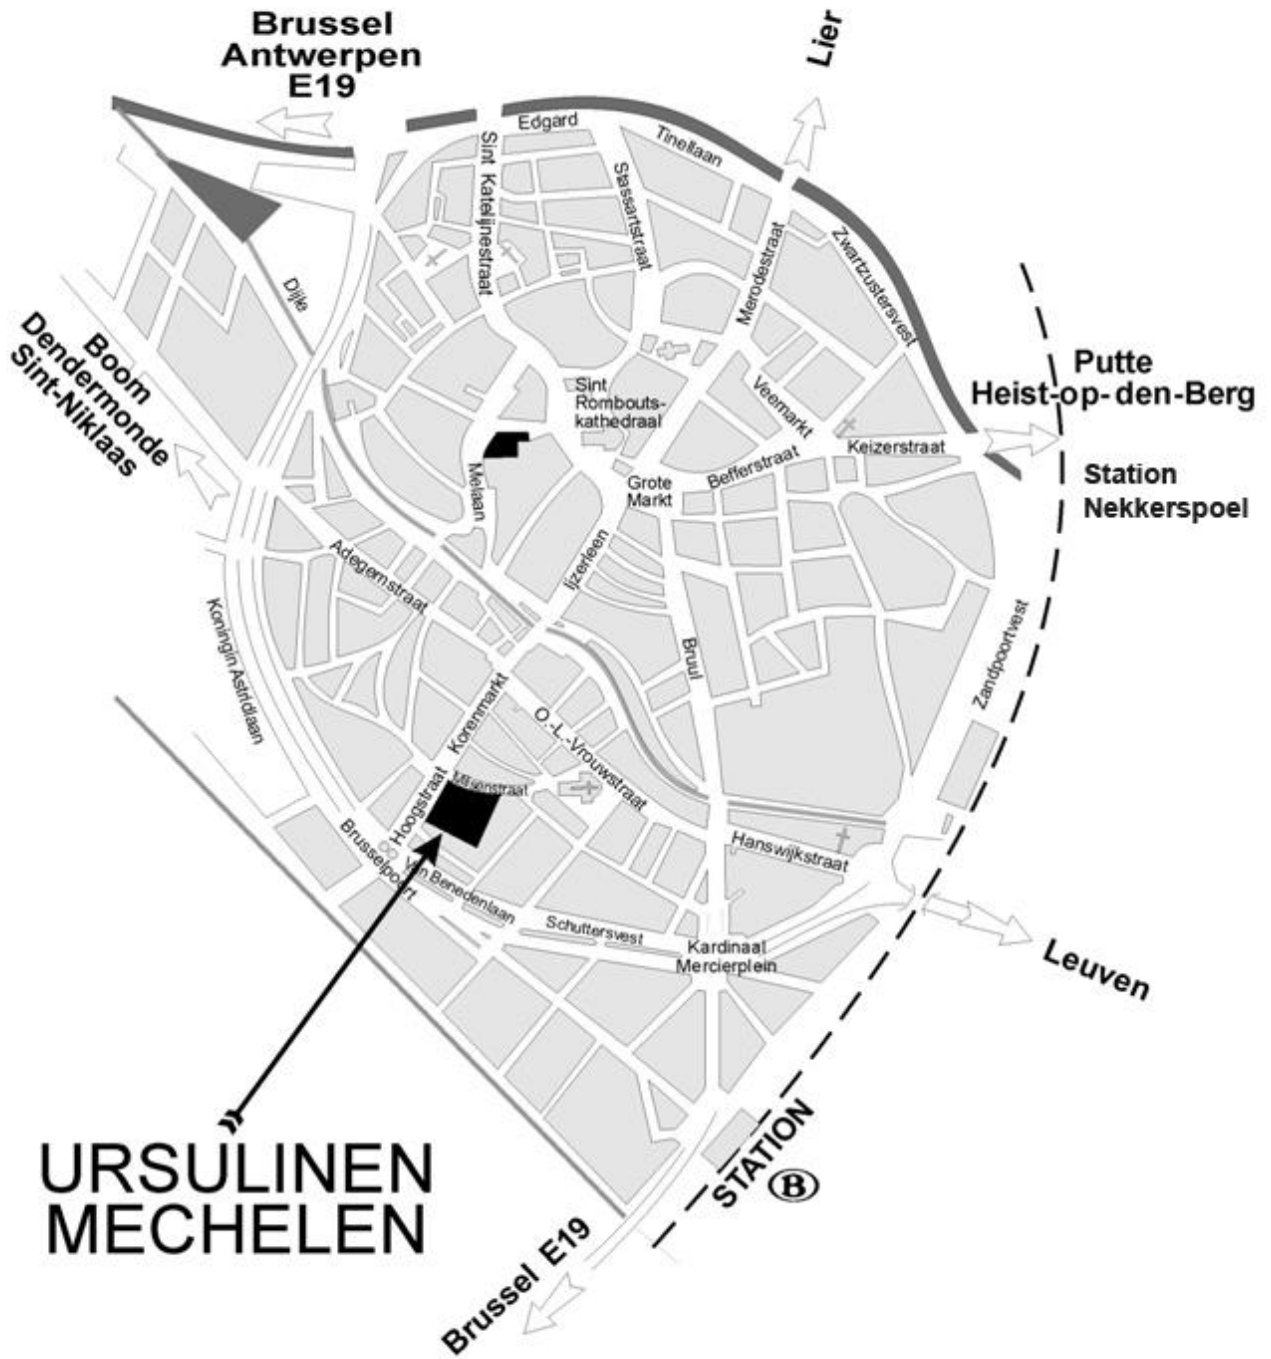 Brussel
Antwerpen
E19
Lier
Edgard
Tinellaan
Sint Katelijnestraat
Stassartstraat
Merodestraat
Zwartzustersvest
Dijle
Boom
Dendermonde
Sint-Niklaas
Putte
Heist-op-den-Berg
Station
Nekkerspoel
Sint
Rombouts-
kathedraal
Veemarkt
Keizerstraat
Befferstraat
Grote
Markt
Melaan
Ijzerleen
Adegemstraat
Koningin Astridlaan
Bruul
Zandpoortvest
Korenmarkt
O.-L.-Vrouwstraat
Hoogstraat
Milsenstraat
Hanswijkstraat
Brusselpoort
Van Benedenlaan
Schuttersvest
Kardinaal
Mercierplein
Leuven
URSULINEN
MECHELEN
STATION
B
Brussel E19